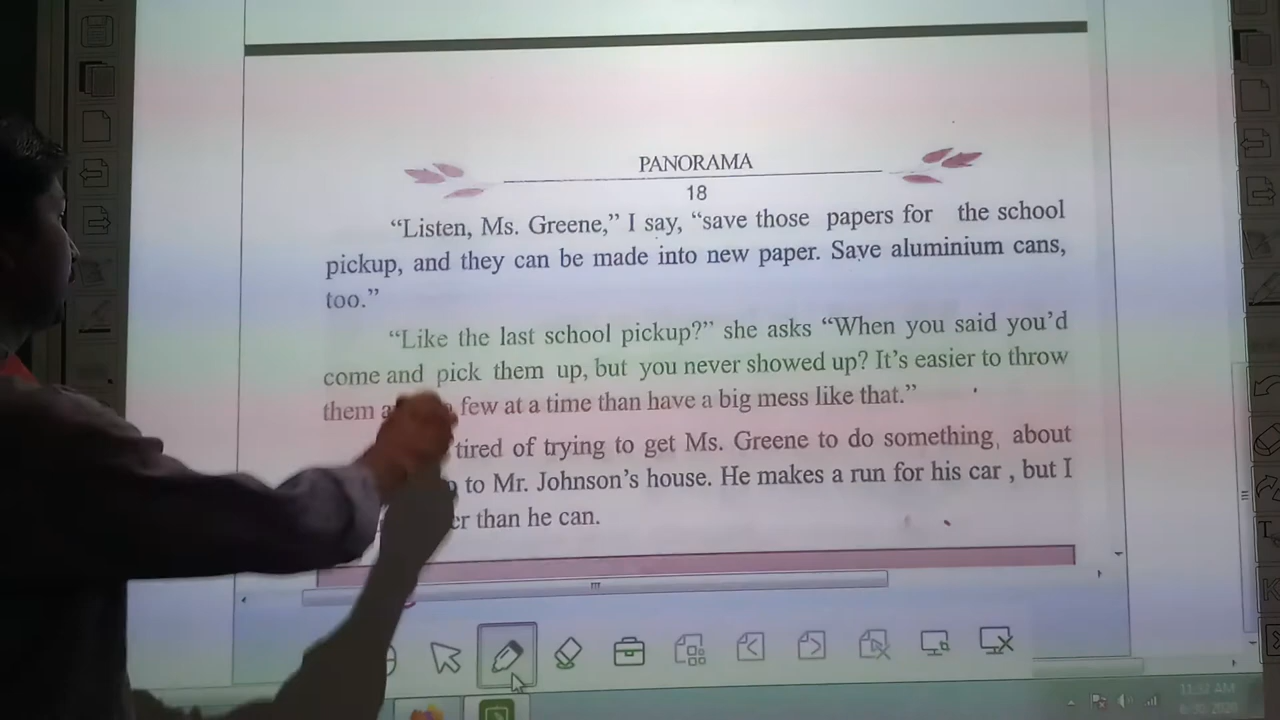 PANORAMA
18
“Listen, Ms. Greene,” I say, “save those papers for the school
pickup, and they can be made into new paper. Save aluminium cans,
too.”
“Like the last school pickup?” she asks “When you said you’d
come and pick them up, but you never showed up? It’s easier to throw
them few at a time than have a big mess like that.”
tired of trying to get Ms. Greene to do something, about
to Mr. Johnson’s house. He makes a run for his car , but I
than he can.
11:32 AM